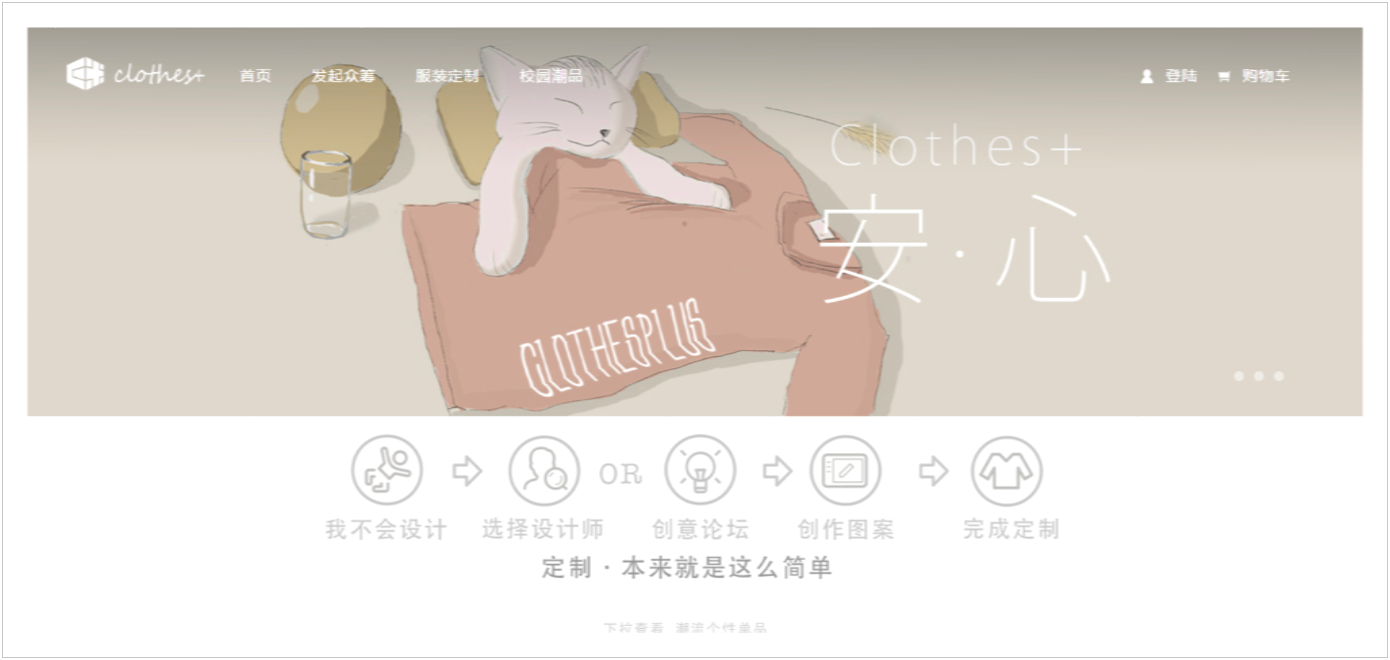 clothes+ 首页 发起众筹 服装定制 校园潮品 登陆 购物车
Clothes+
安·心
CLOTHESPLUS
OR
我不会设计 选择设计师 创意论坛 创作图案 完成定制
定制·本来就是这么简单
下拉查看 潮流个性单品